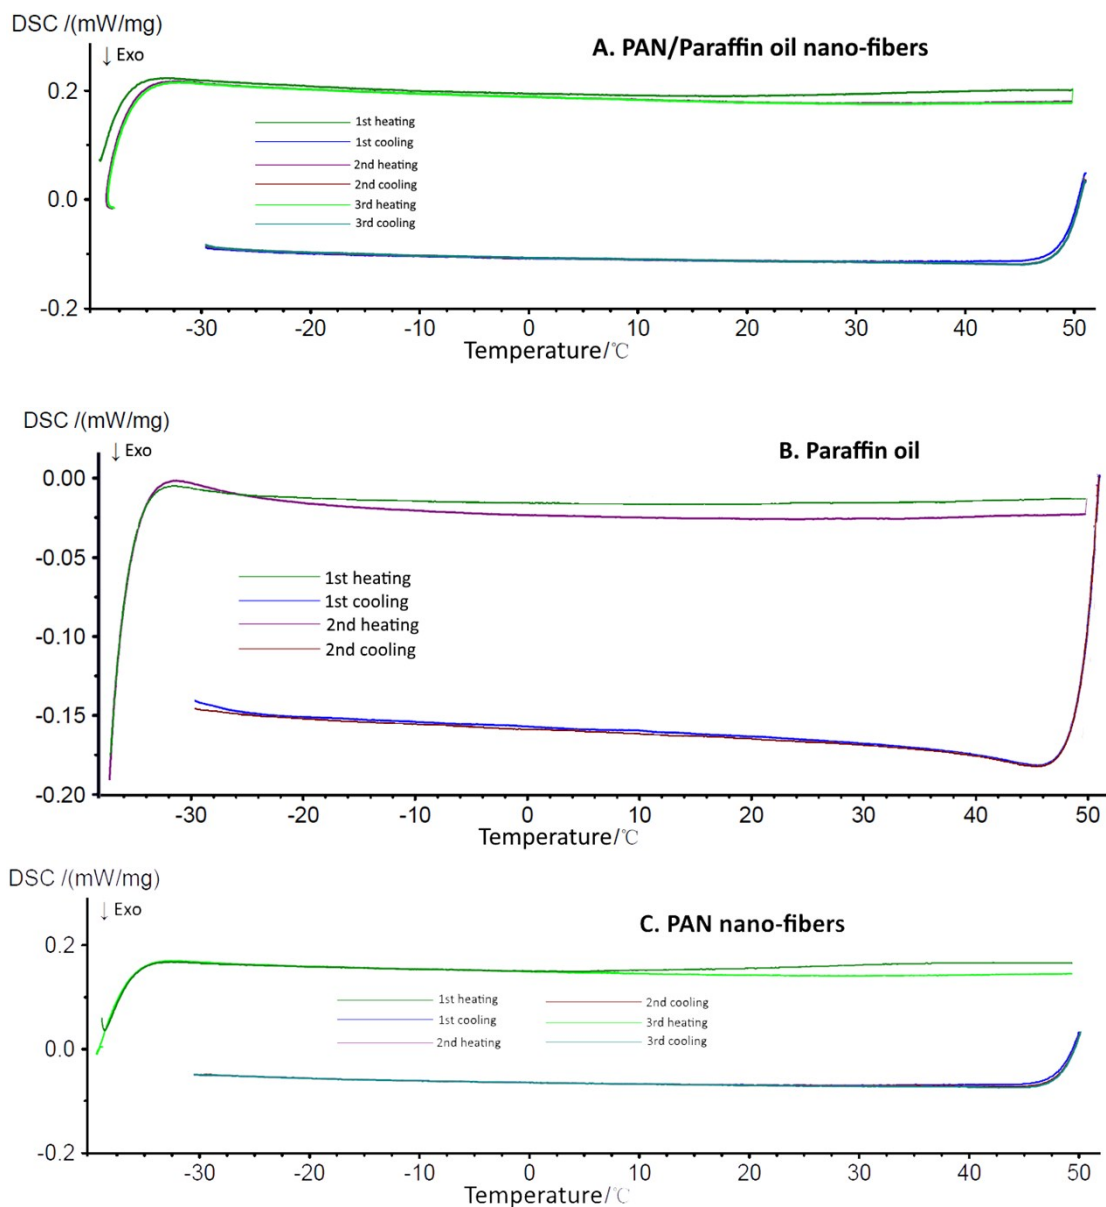 DSC /(mW/mg)
↓ Exo
A. PAN/Paraffin oil nano-fibers
0.2
0.0
-0.2
1st heating
1st cooling
2nd heating
2nd cooling
3rd heating
3rd cooling
-30 -20 -10 0 10 20 30 40 50
Temperature/℃
DSC /(mW/mg)
↓ Exo
B. Paraffin oil
0.00
-0.05
-0.10
-0.15
-0.20
1st heating
1st cooling
2nd heating
2nd cooling
-30 -20 -10 0 10 20 30 40 50
Temperature/℃
DSC /(mW/mg)
↓ Exo
C. PAN nano-fibers
0.2
0.0
-0.2
1st heating
1st cooling
2nd heating
2nd cooling
3rd heating
3rd cooling
-30 -20 -10 0 10 20 30 40 50
Temperature/℃